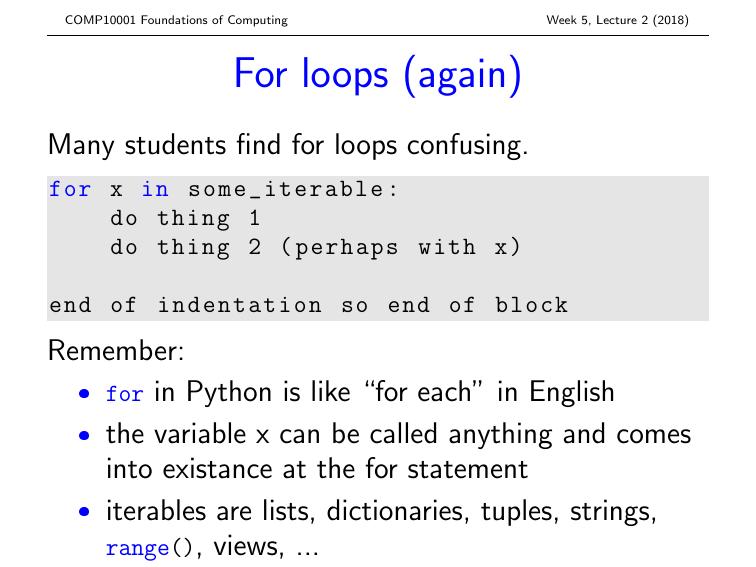 COMP10001 Foundations of Computing Week 5, Lecture 2 (2018)
For loops (again)
Many students find for loops confusing.
for x in some_iterable:
    do thing 1
    do thing 2 (perhaps with x)

end of indentation so end of block
Remember:
• for in Python is like “for each” in English
• the variable x can be called anything and comes
into existance at the for statement
• iterables are lists, dictionaries, tuples, strings,
range(), views, ...